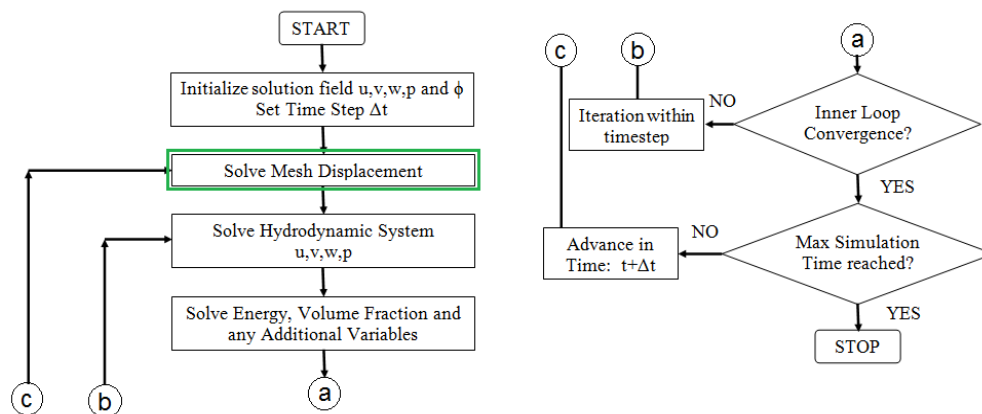 START
Initialize solution field u,v,w,p and ϕ
Set Time Step Δt
Solve Mesh Displacement
Solve Hydrodynamic System
u,v,w,p
Solve Energy, Volume Fraction and
any Additional Variables
c
b
a
c
b
a
Iteration within
timestep
NO
Inner Loop
Convergence?
YES
Advance in
Time: t+Δt
NO
Max Simulation
Time reached?
YES
STOP